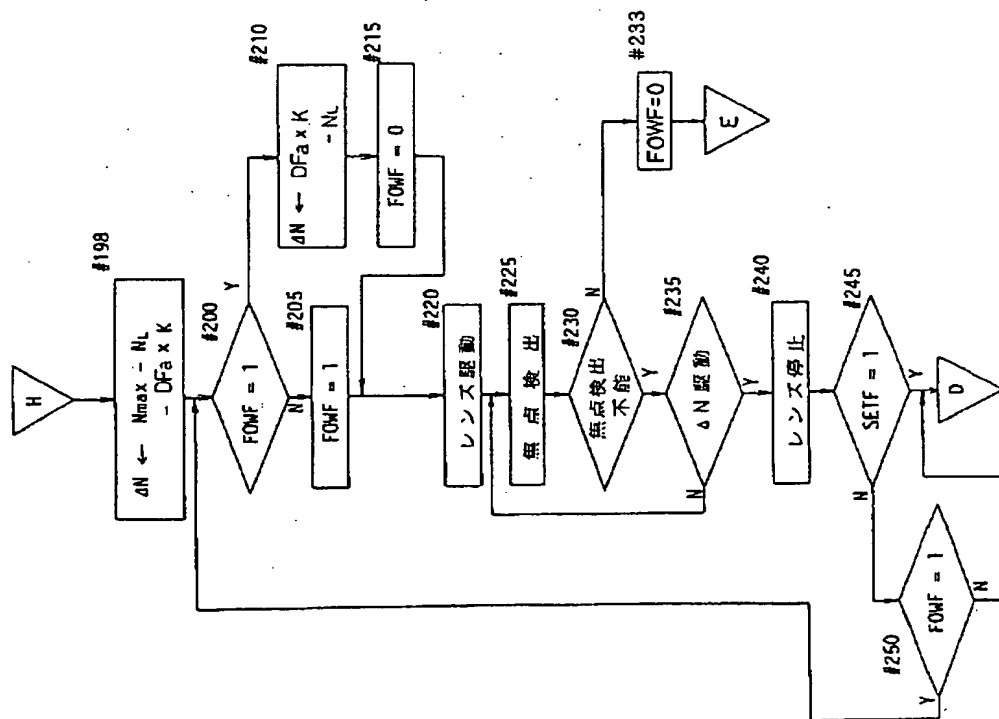 H
#198
ΔN ← Nmax - NL
- DFa × K
#200
FOWF = 1
Y
N
#205
FOWF = 1
#210
ΔN ← DFa × K
- NL
#215
FOWF = 0
#220
レンズ駆動
#225
焦点検出
#230
焦点検出
不能
N
Y
#233
FOWF=0
E
#235
ΔN駆動
N
Y
#240
レンズ停止
#245
SETF = 1
N
Y
D
#250
FOWF = 1
Y
N